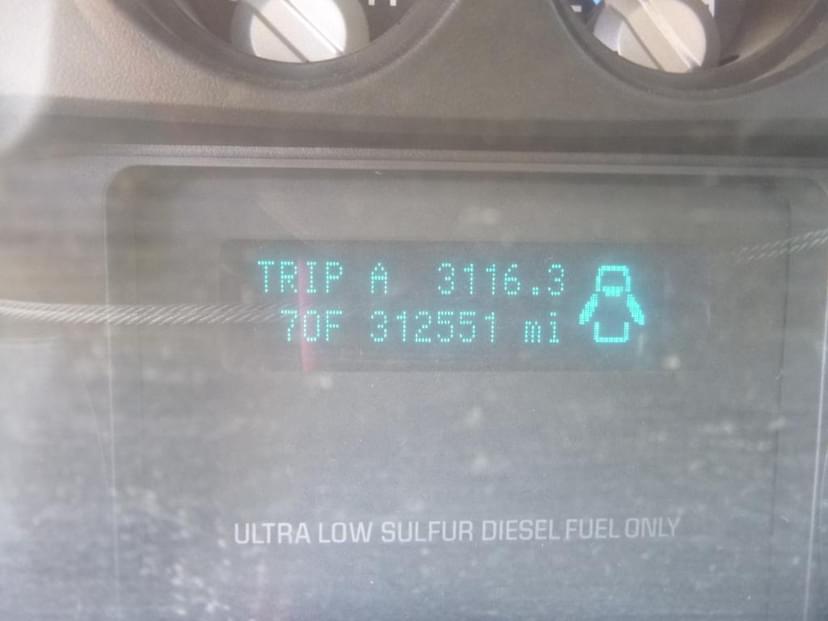 TRIP A 3116.3
70F 312551 mi
ULTRA LOW SULFUR DIESEL FUEL ONLY